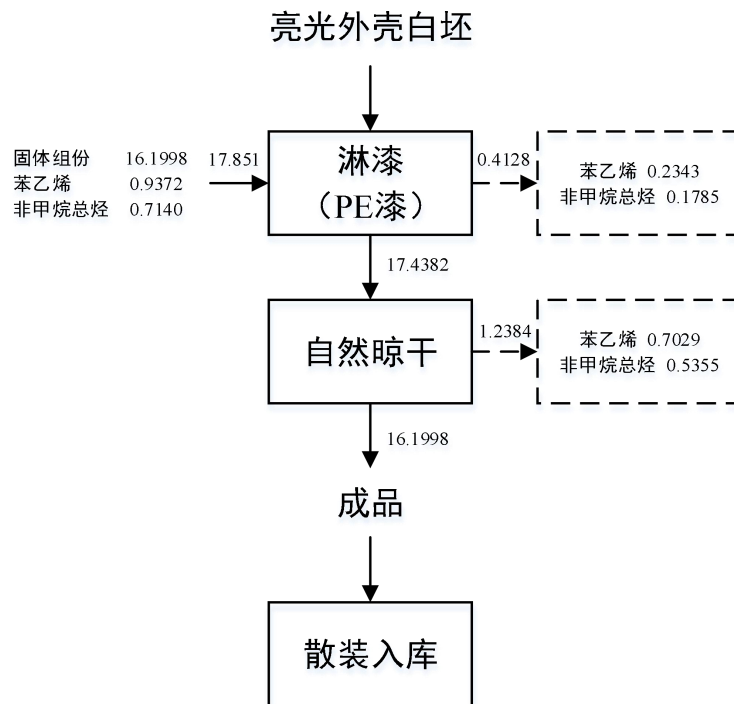 亮光外壳白坯
固体组份 16.1998
苯乙烯 0.9372
非甲烷总烃 0.7140
17.851
淋漆
（PE漆）
0.4128
苯乙烯 0.2343
非甲烷总烃 0.1785
17.4382
自然晾干
1.2384
苯乙烯 0.7029
非甲烷总烃 0.5355
16.1998
成品
散装入库